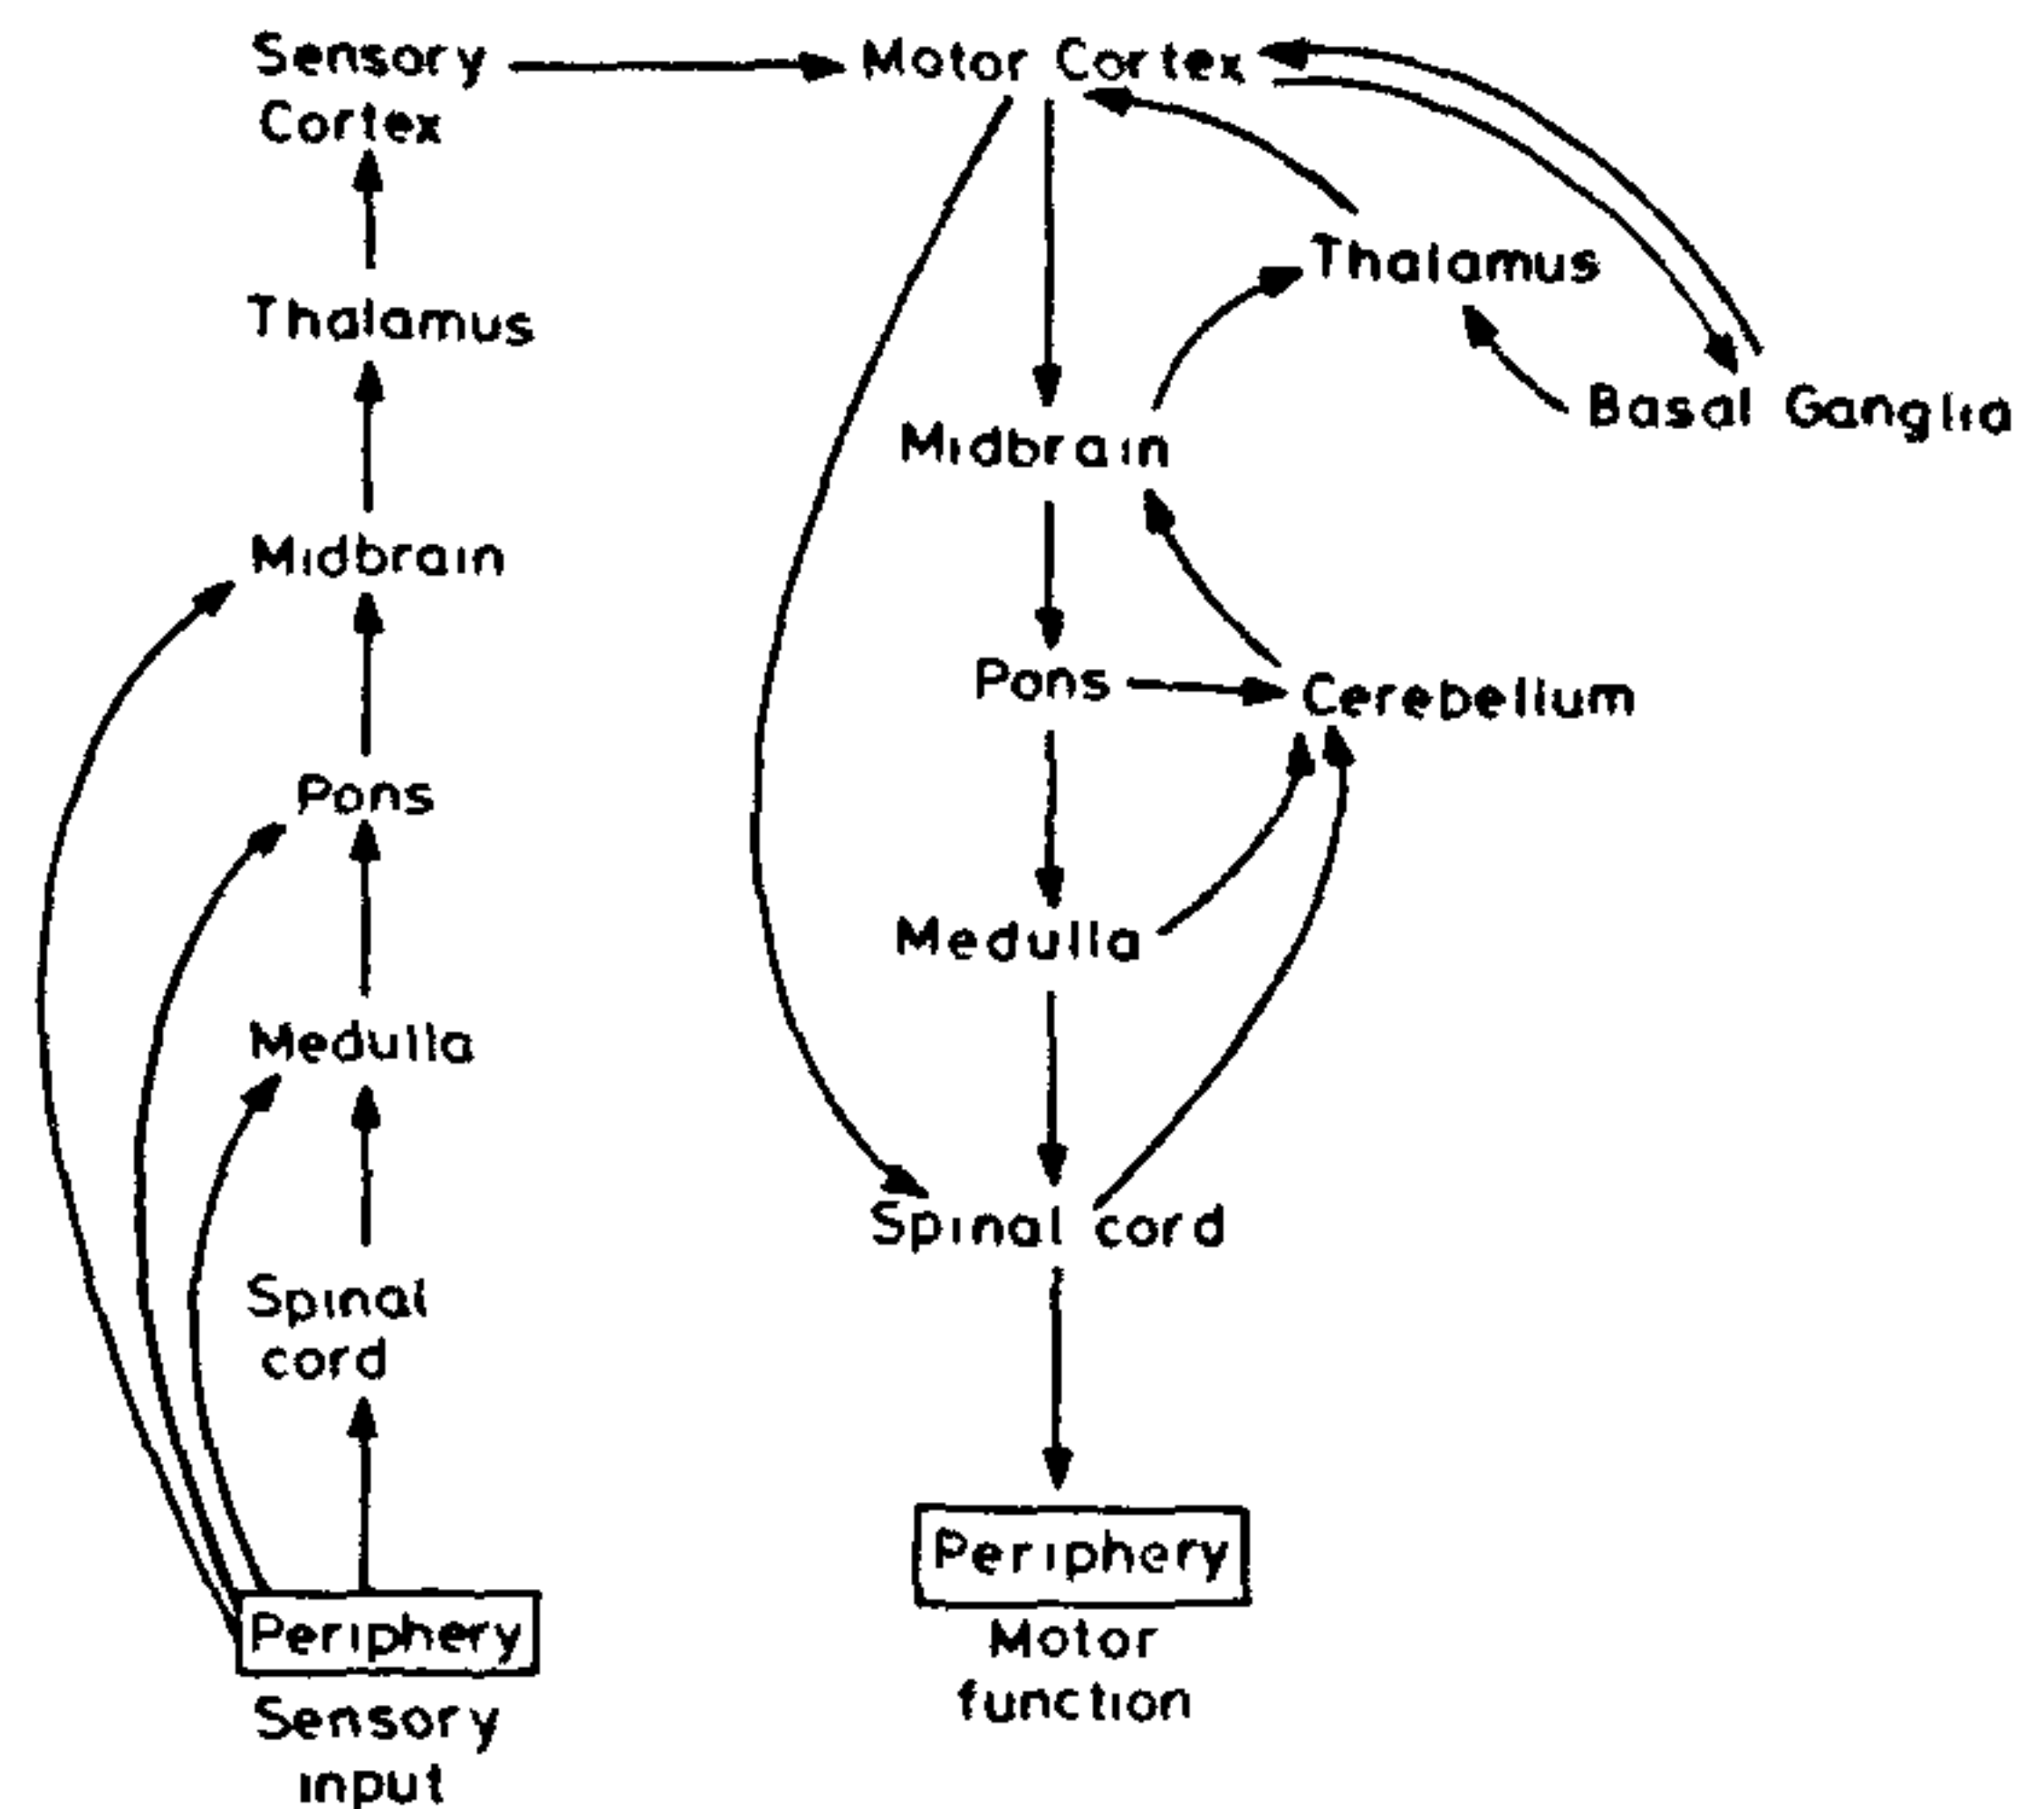 Sensory
Cortex
Thalamus
Midbrain
Pons
Medulla
Spinal
cord
Periphery
Sensory
input
Motor Cortex
Thalamus
Basal Ganglia
Midbrain
Pons
Cerebellum
Medulla
Spinal cord
Periphery
Motor
function